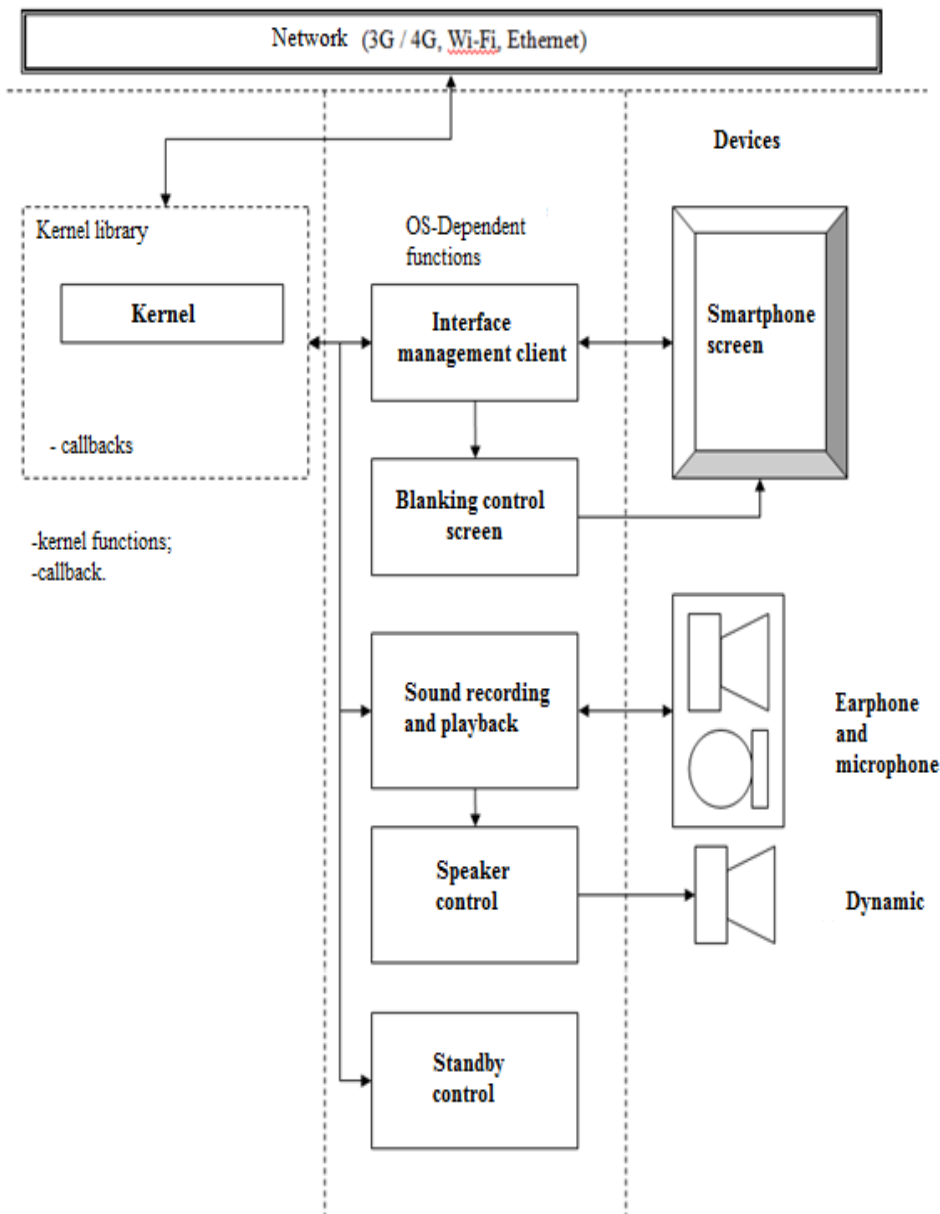 Network (3G / 4G, Wi-Fi, Ethernet)
Devices
Kernel library
Kernel
- callbacks
-kernel functions;
-callback.
OS-Dependent
functions
Interface
management client
Blanking control
screen
Sound recording
and playback
Speaker
control
Standby
control
Smartphone
screen
Earphone
and
microphone
Dynamic